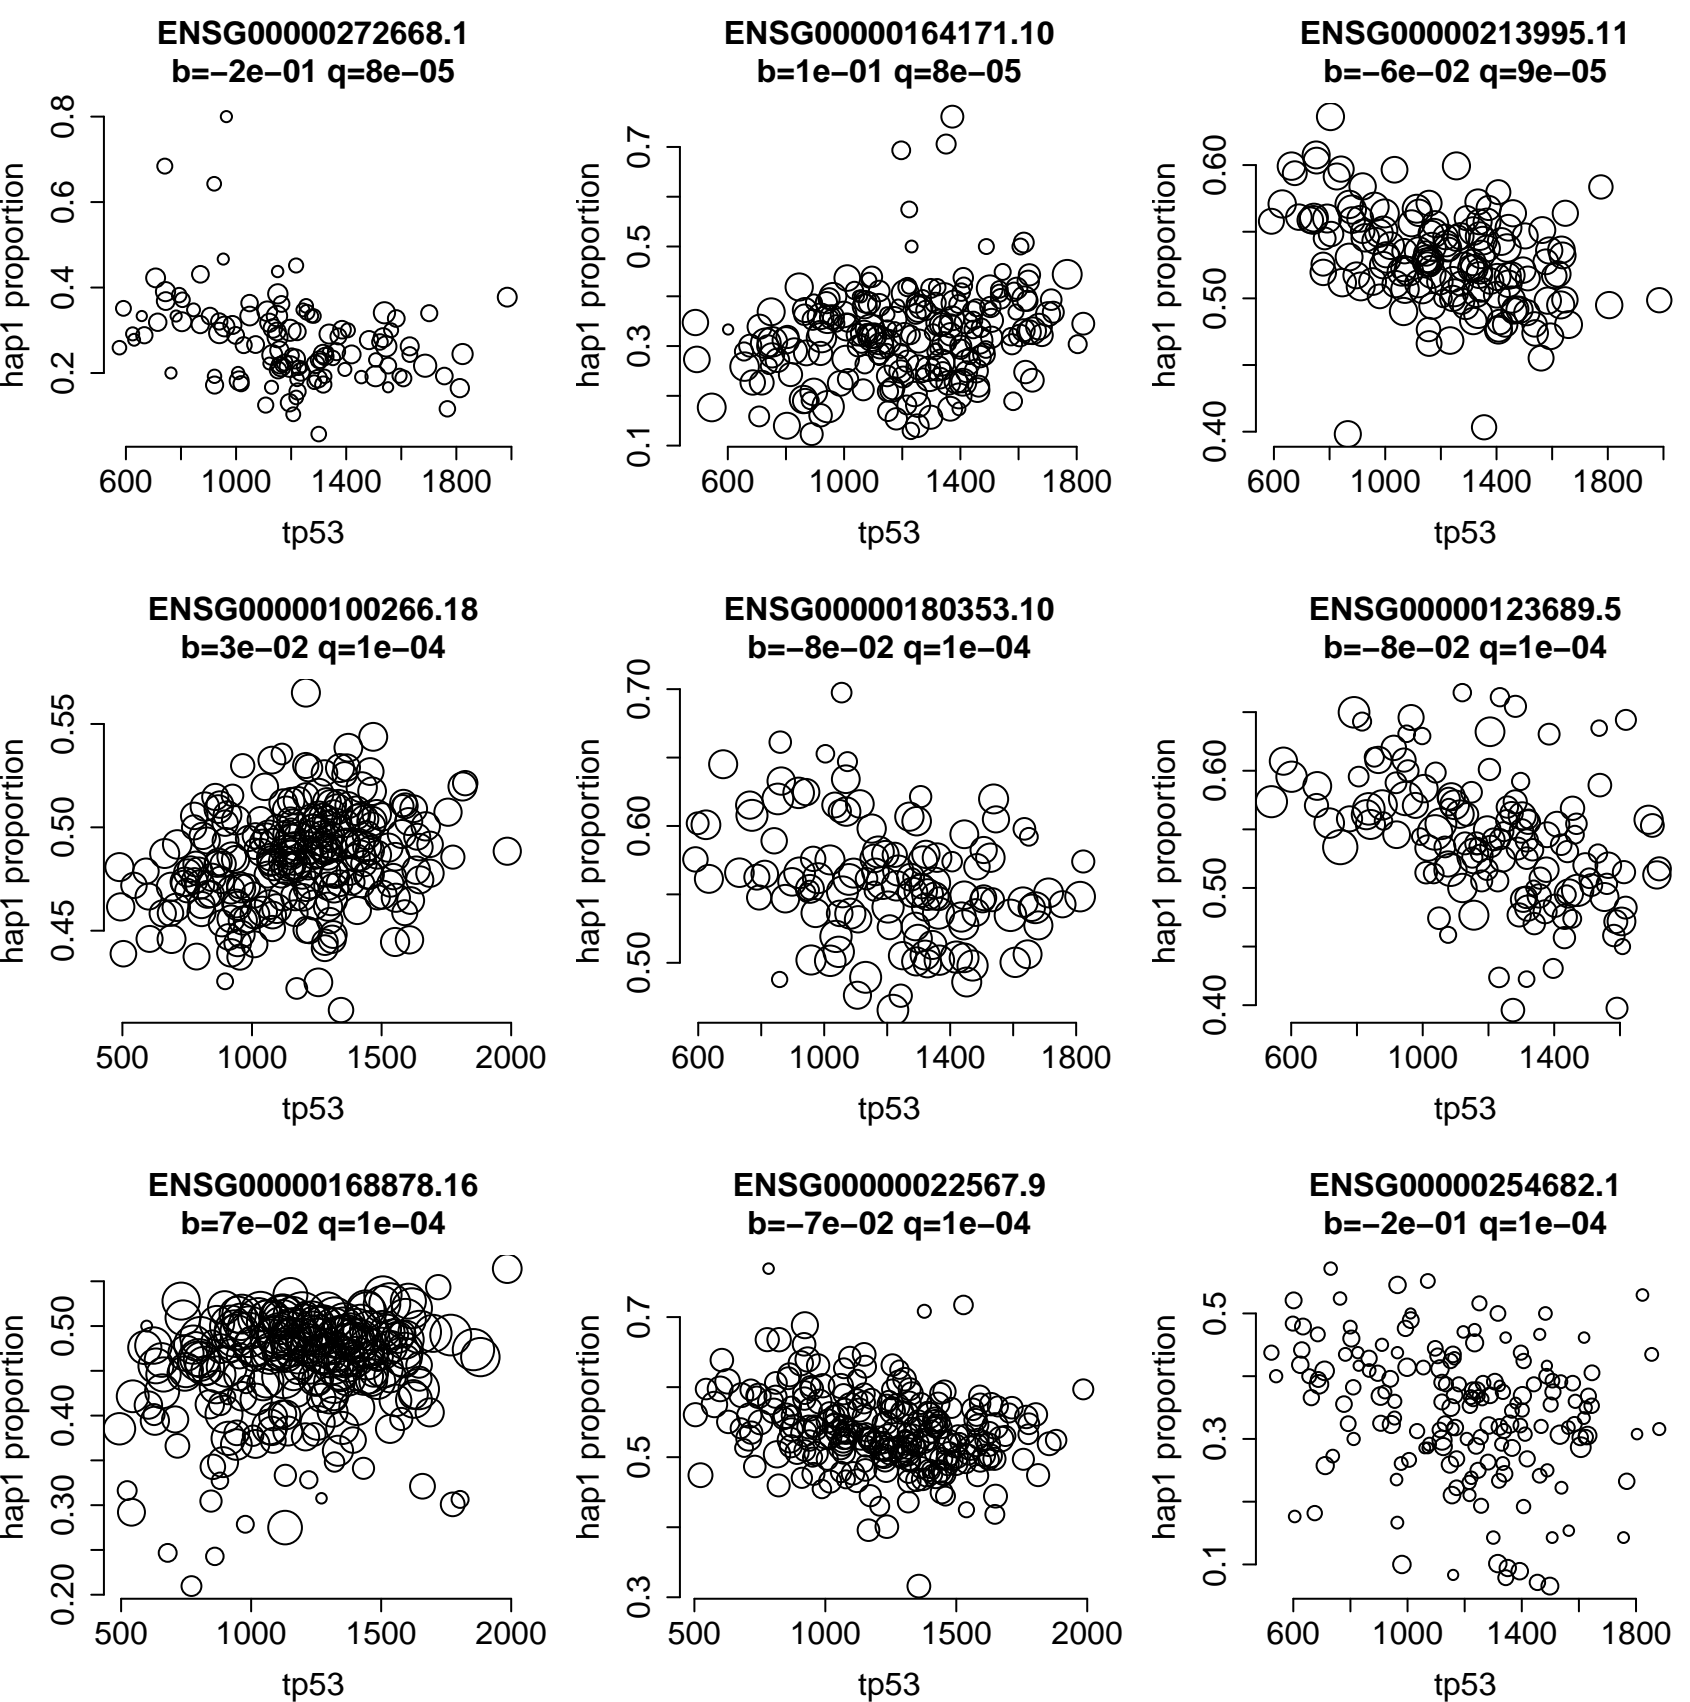 ENSG00000272668.1
b=−2e−01 q=8e−05
hap1 proportion
0.8
0.6
0.4
0.2
600 1000 1400 1800
tp53
ENSG00000164171.10
b=1e−01 q=8e−05
hap1 proportion
0.7
0.5
0.3
0.1
600 1000 1400 1800
tp53
ENSG00000213995.11
b=−6e−02 q=9e−05
hap1 proportion
0.60
0.50
0.40
600 1000 1400 1800
tp53
ENSG00000100266.18
b=3e−02 q=1e−04
hap1 proportion
0.55
0.50
0.45
500 1000 1500 2000
tp53
ENSG00000180353.10
b=−8e−02 q=1e−04
hap1 proportion
0.70
0.60
0.50
600 1000 1400 1800
tp53
ENSG00000123689.5
b=−8e−02 q=1e−04
hap1 proportion
0.60
0.50
0.40
600 1000 1400
tp53
ENSG00000168878.16
b=7e−02 q=1e−04
hap1 proportion
0.50
0.40
0.30
0.20
500 1000 1500 2000
tp53
ENSG00000022567.9
b=−7e−02 q=1e−04
hap1 proportion
0.7
0.5
0.3
500 1000 1500 2000
tp53
ENSG00000254682.1
b=−2e−01 q=1e−04
hap1 proportion
0.5
0.3
0.1
600 1000 1400 1800
tp53